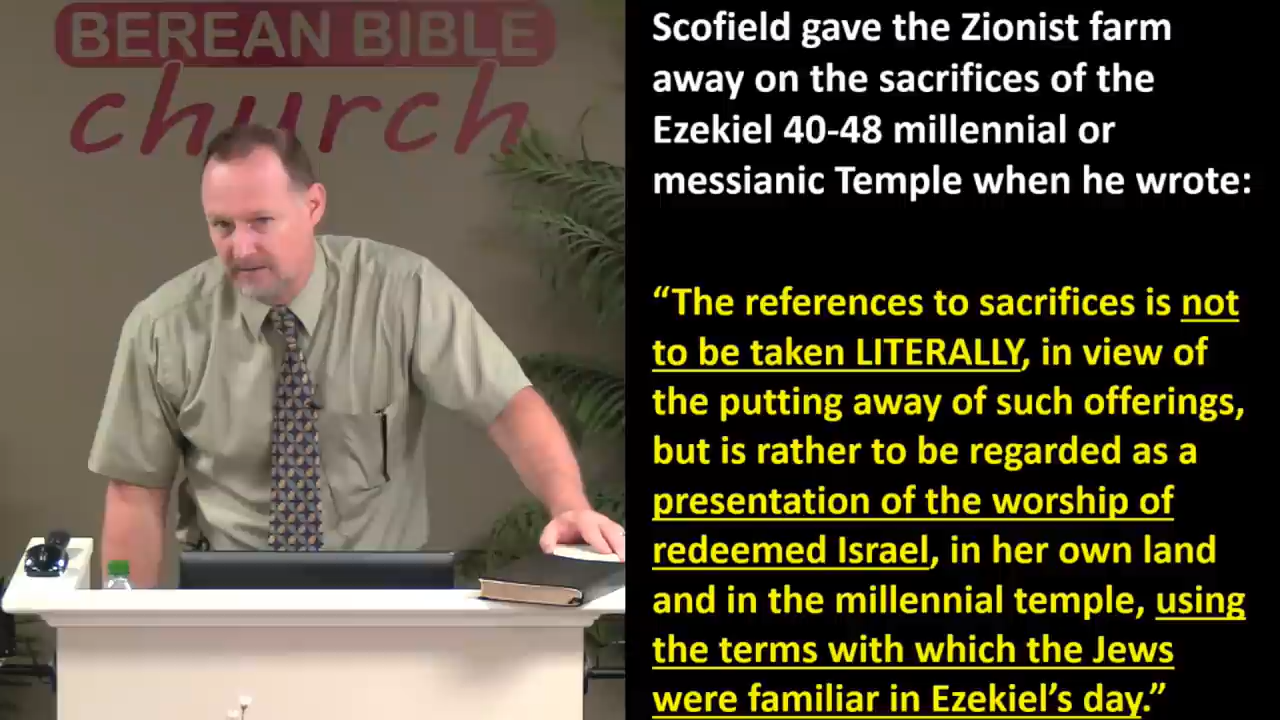 BEREAN BIBLE
church
Scofield gave the Zionist farm
away on the sacrifices of the
Ezekiel 40-48 millennial or
messianic Temple when he wrote:
“The references to sacrifices is not
to be taken LITERALLY, in view of
the putting away of such offerings,
but is rather to be regarded as a
presentation of the worship of
redeemed Israel, in her own land
and in the millennial temple, using
the terms with which the Jews
were familiar in Ezekiel’s day.”